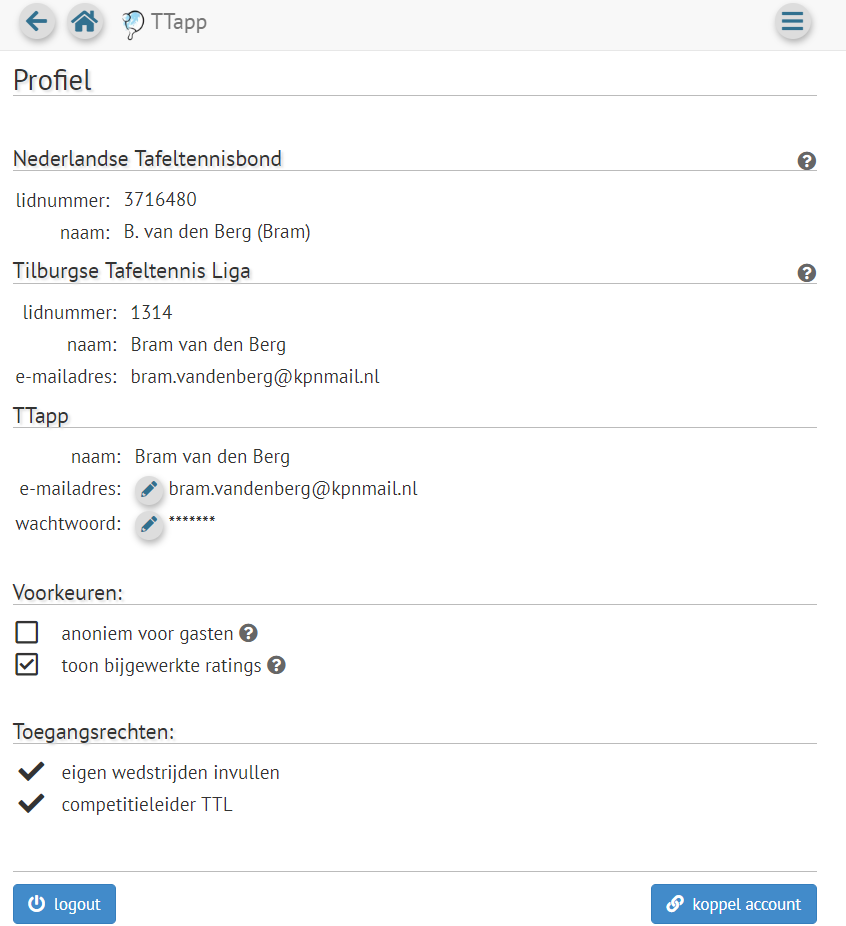 TTapp
Profiel
Nederlandse Tafeltennisbond
lidnummer: 3716480
naam: B. van den Berg (Bram)
Tilburgse Tafeltennis Liga
lidnummer: 1314
naam: Bram van den Berg
e-mailadres: bram.vandenberg@kpnmail.nl
TTapp
naam: Bram van den Berg
e-mailadres: bram.vandenberg@kpnmail.nl
wachtwoord: *******
Voorkeuren:
anoniem voor gasten
toon bijgewerkte ratings
Toegangsrechten:
eigen wedstrijden invullen
competitieleider TTL
logout
koppel account